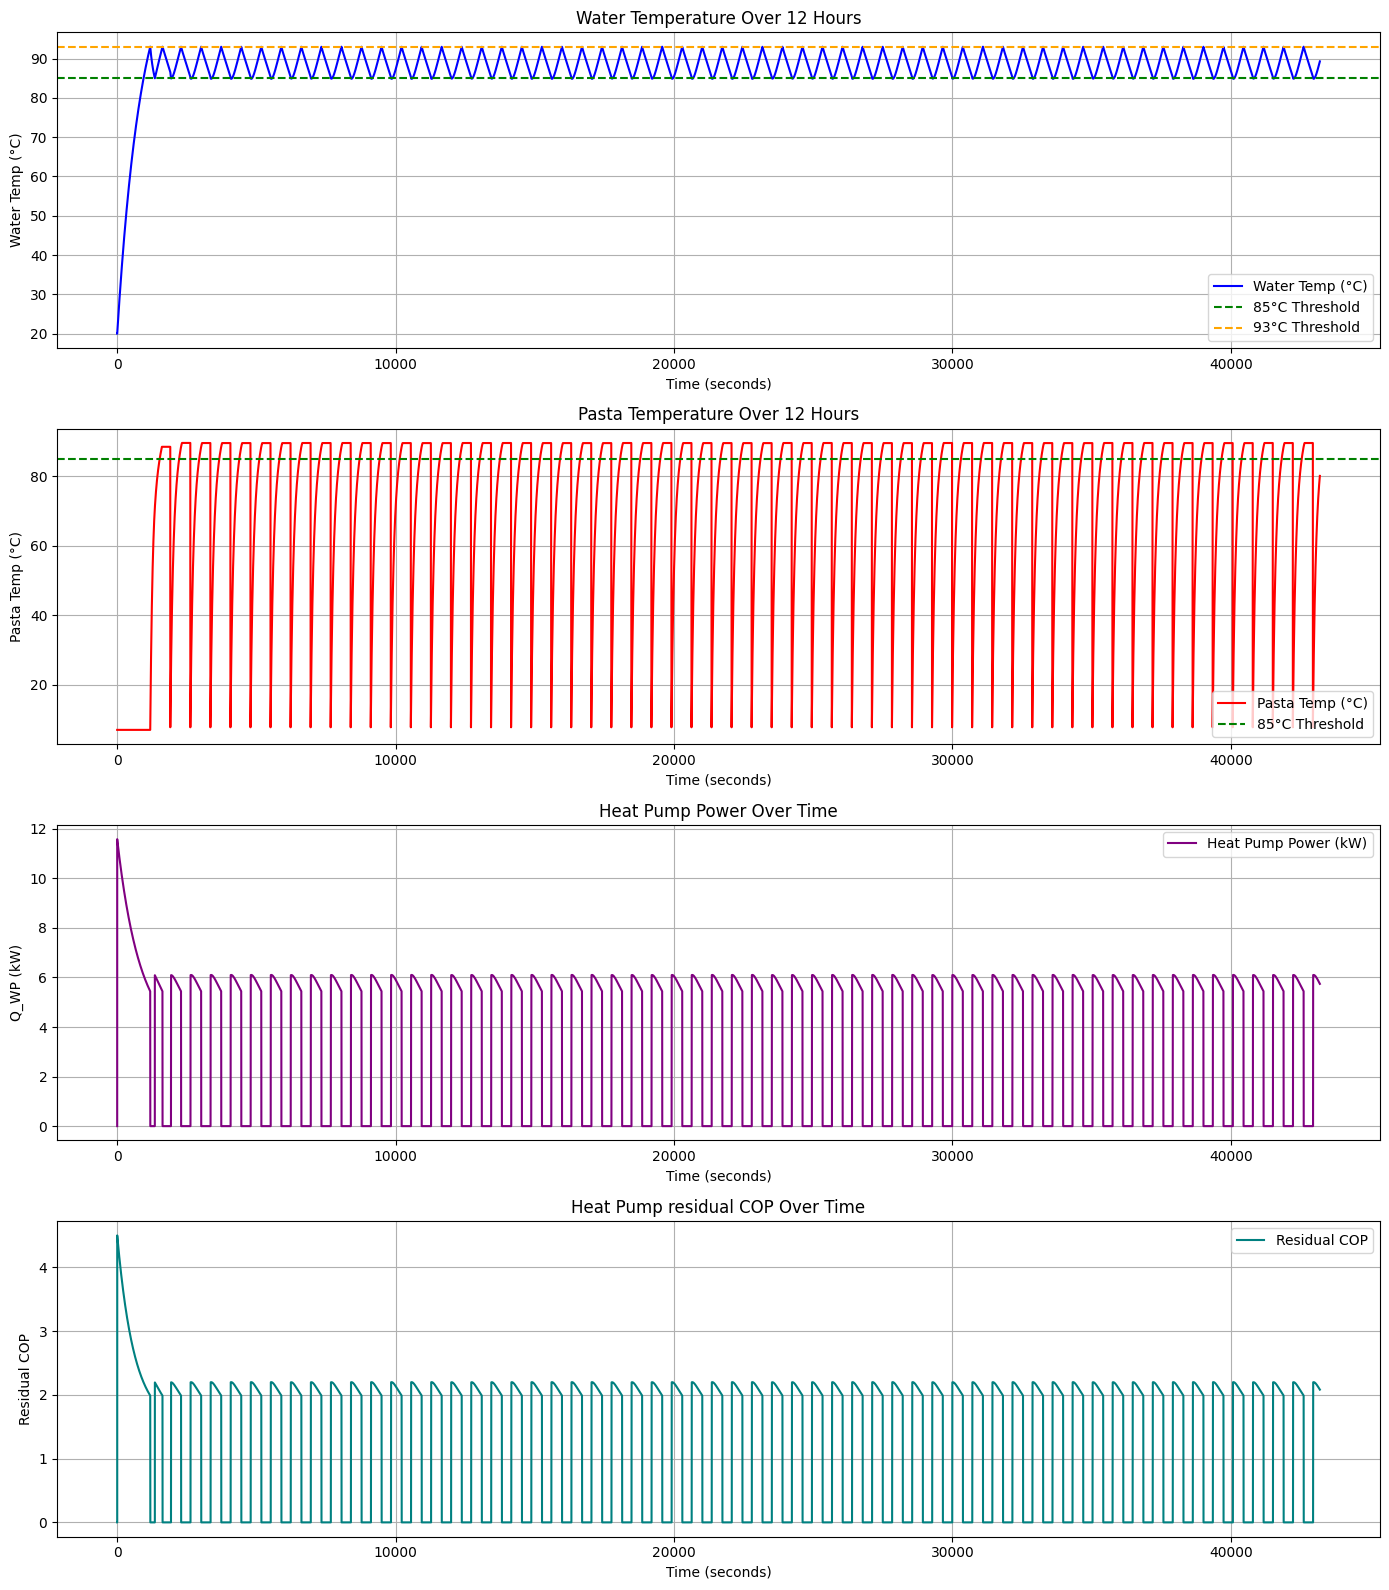 Water Temperature Over 12 Hours
Water Temp (°C)
90
80
70
60
50
40
30
20
Water Temp (°C)
85°C Threshold
93°C Threshold
0 10000 20000 30000 40000
Time (seconds)
Pasta Temperature Over 12 Hours
Pasta Temp (°C)
80
60
40
20
Pasta Temp (°C)
85°C Threshold
0 10000 20000 30000 40000
Time (seconds)
Heat Pump Power Over Time
Q_WP (kW)
12
10
8
6
4
2
0
Heat Pump Power (kW)
0 10000 20000 30000 40000
Time (seconds)
Heat Pump residual COP Over Time
Residual COP
4
3
2
1
0
Residual COP
0 10000 20000 30000 40000
Time (seconds)